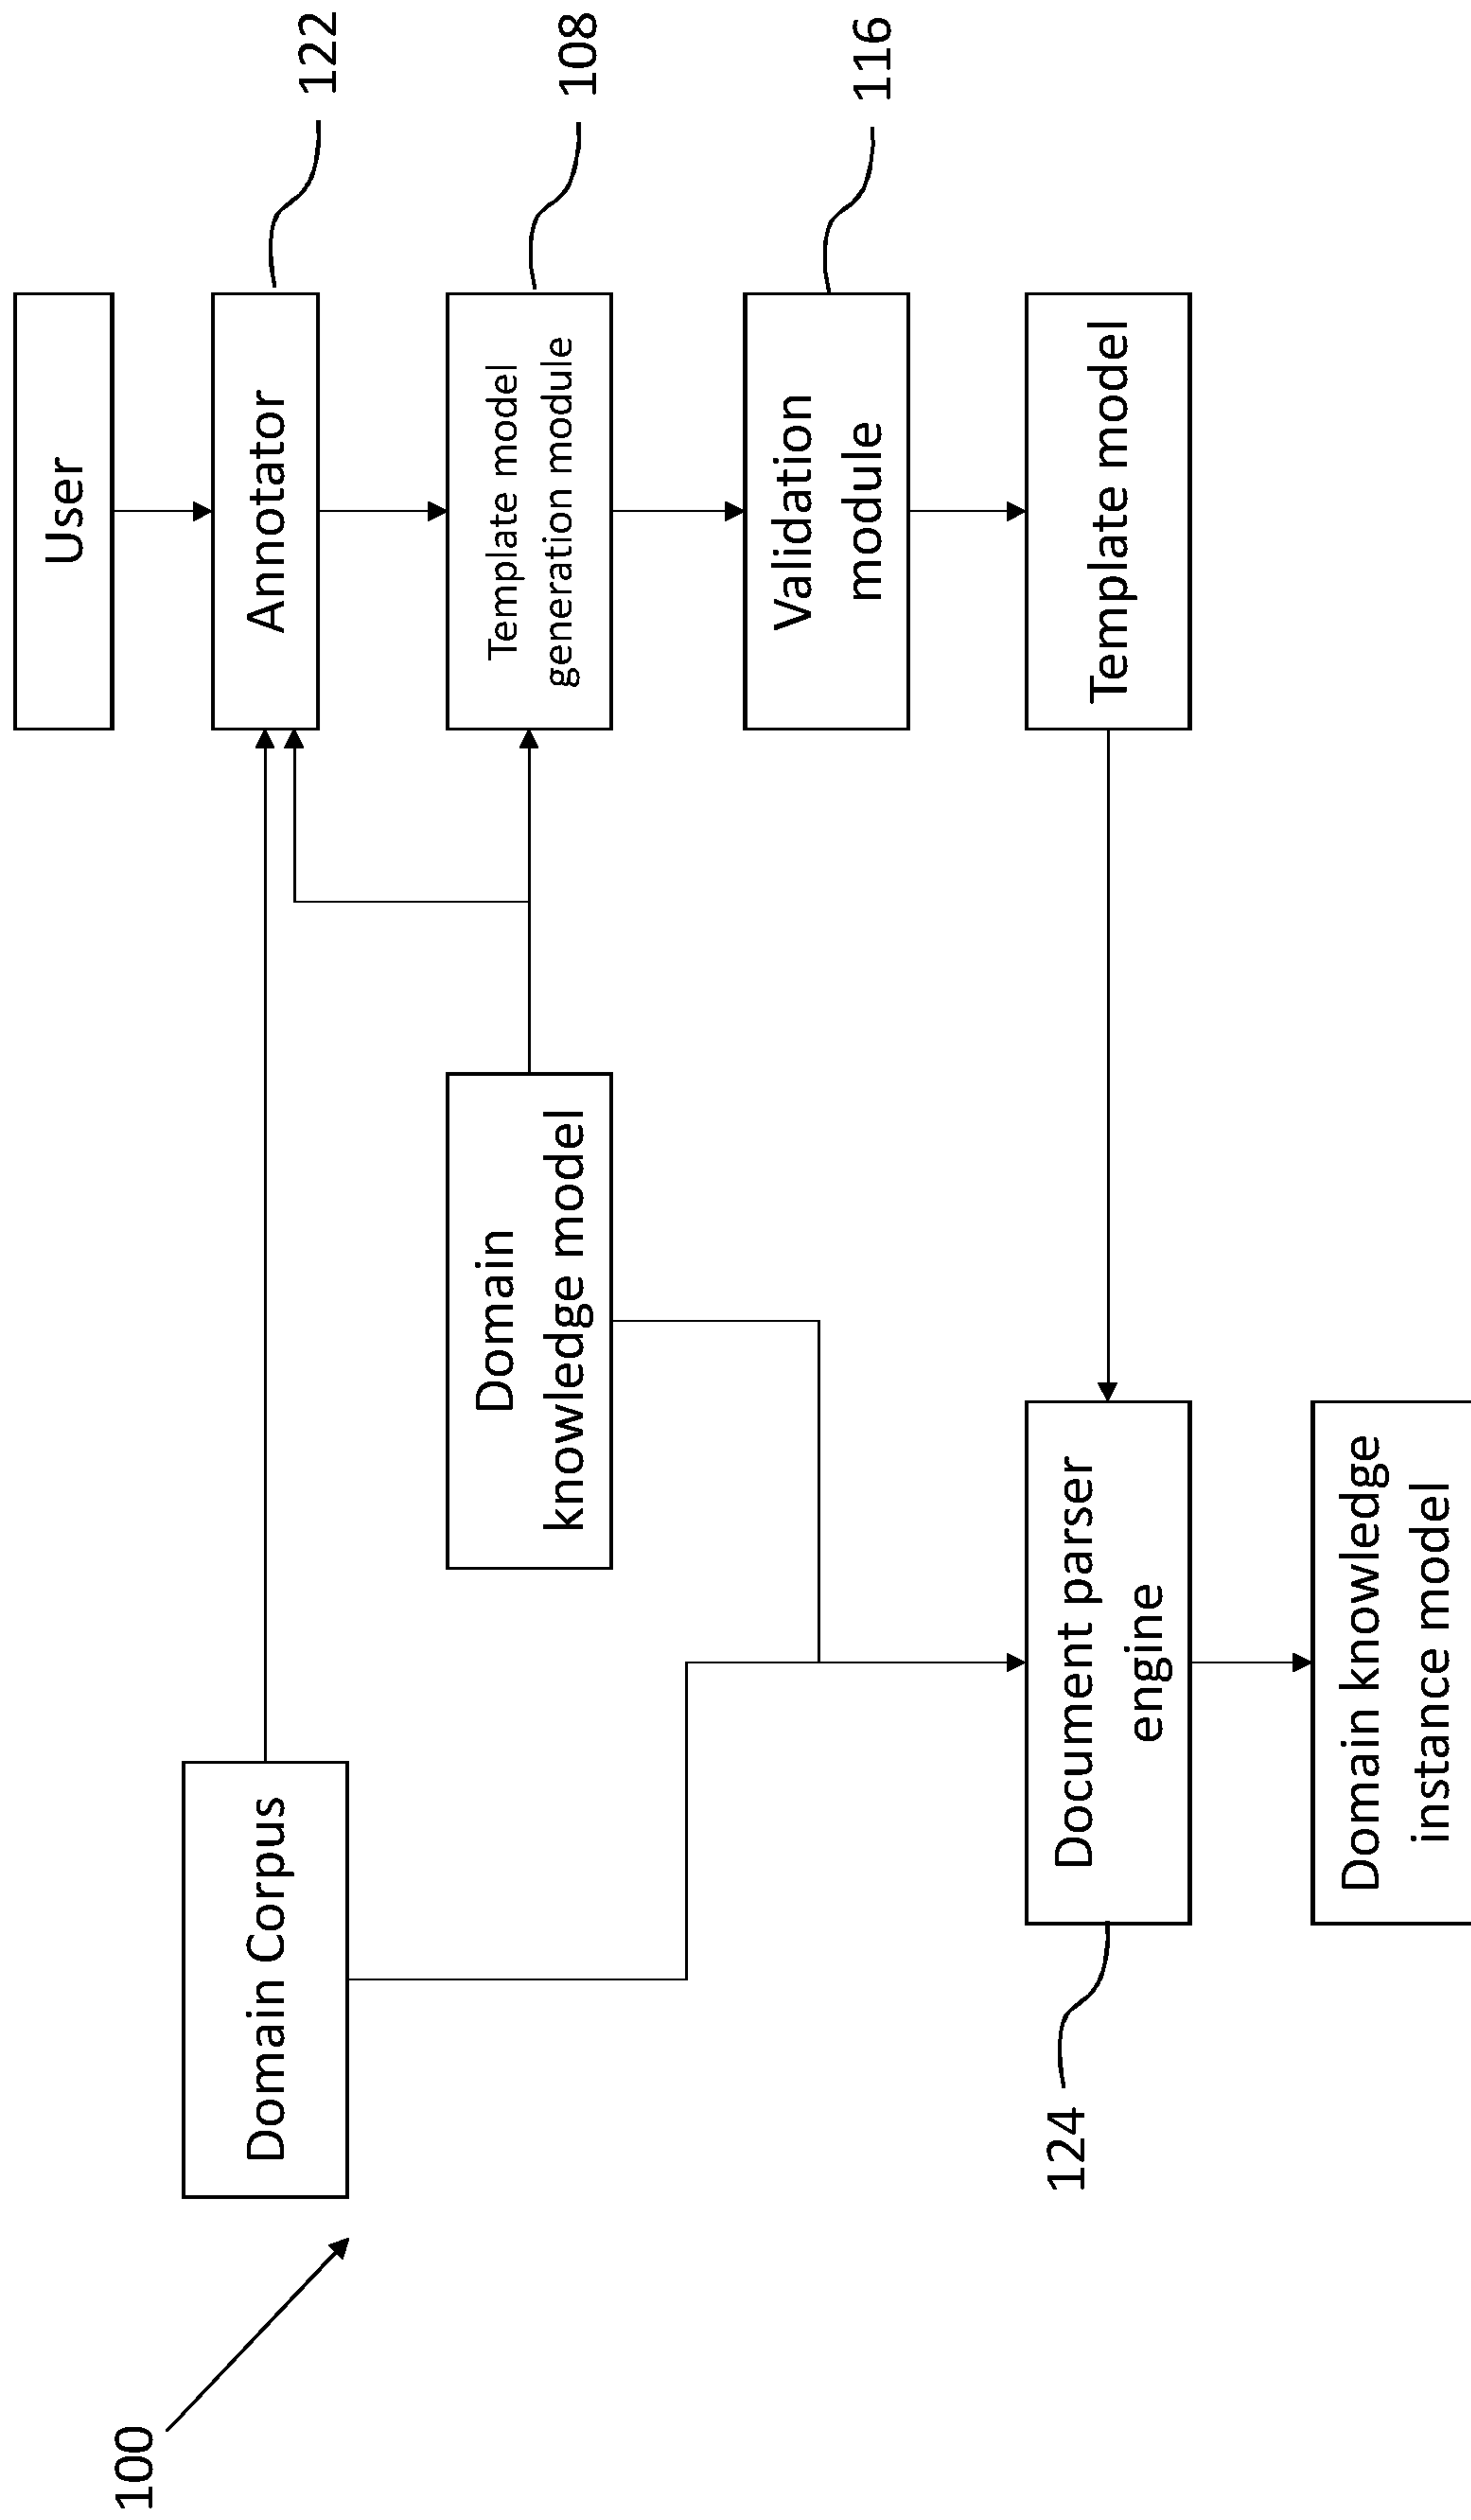 100
Domain Corpus
Domain
knowledge model
User
Annotator
122
Template model
generation module
108
Validation
module
116
Template model
Document parser
engine
124
Domain knowledge
instance model